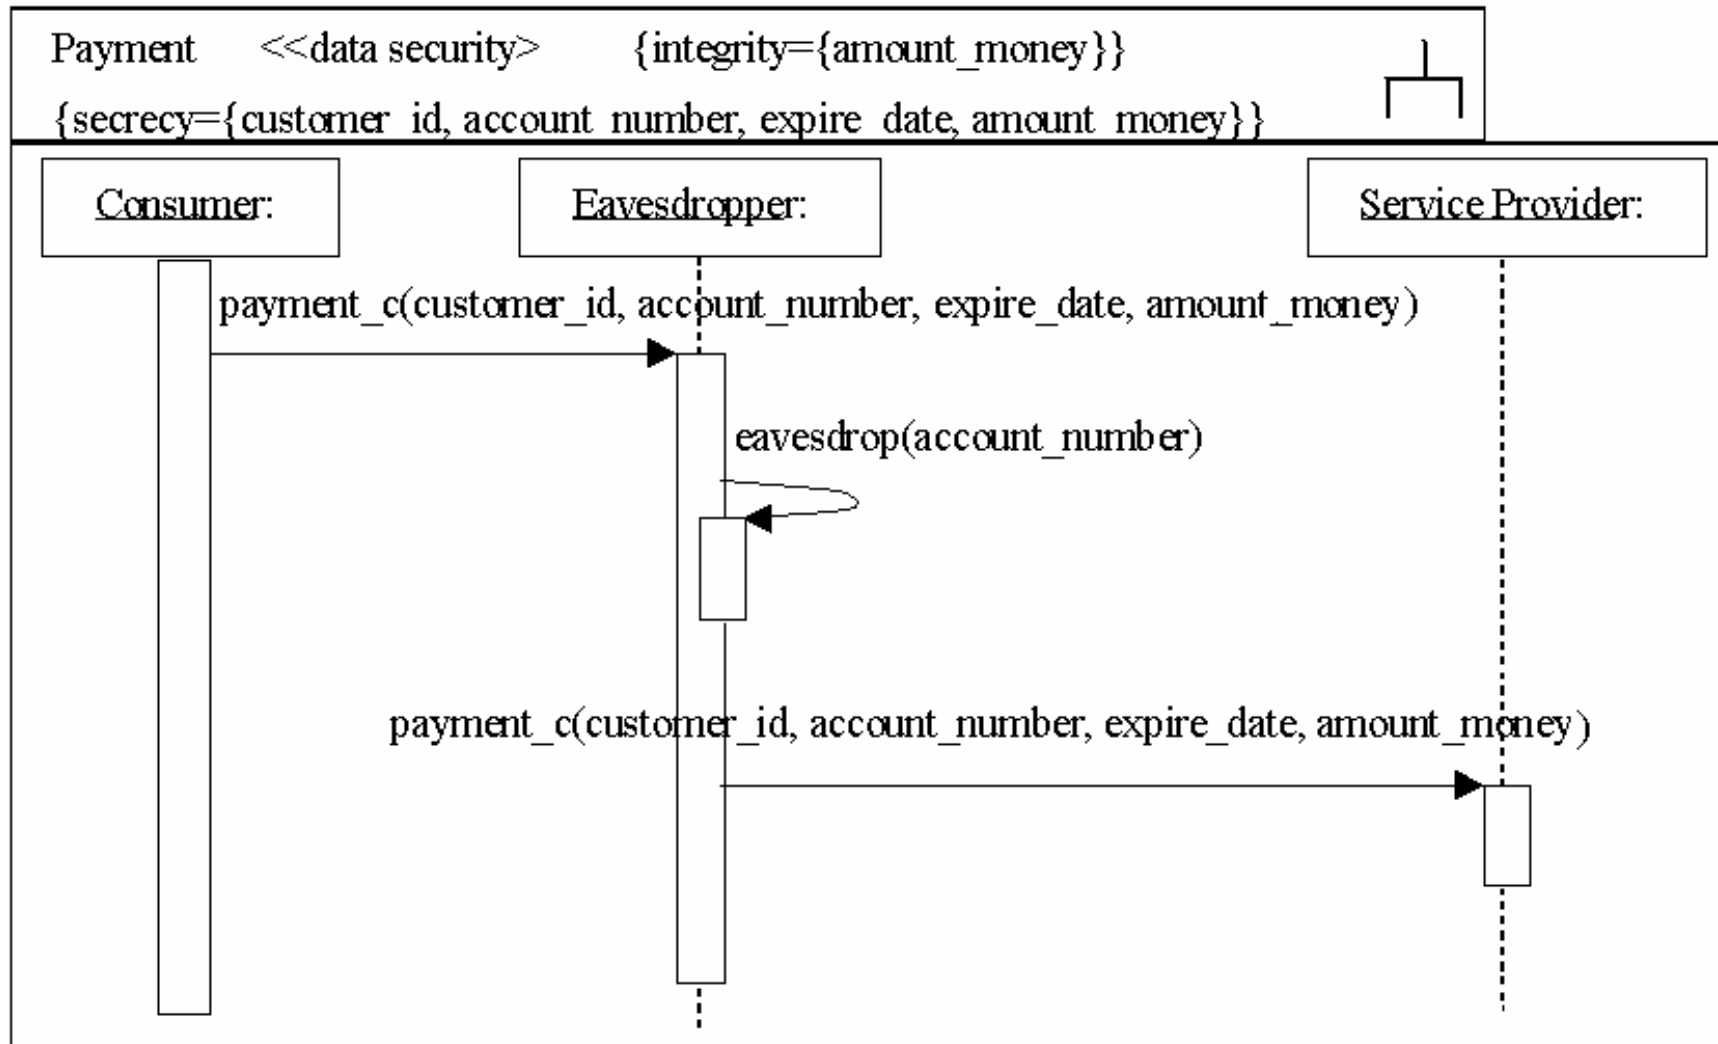 Payment <<data security> {integrity={amount_money}}
{secrecy={customer_id, account_number, expire_date, amount_money}}
Consumer: Eavesdropper: Service Provider:
payment_c(customer_id, account_number, expire_date, amount_money)
eavesdrop(account_number)
payment_c(customer_id, account_number, expire_date, amount_money)